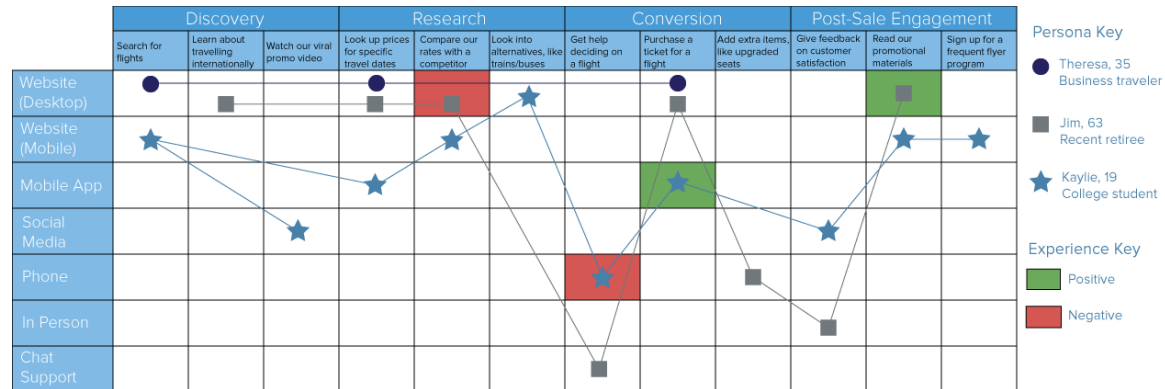 Discovery
Research
Conversion
Post-Sale Engagement
Search for
flights
Learn about
travelling
internationally
Watch our viral
promo video
Look up prices
for specific
travel dates
Compare our
rates with a
competitor
Look into
alternatives, like
trains/buses
Get help
deciding on
a flight
Purchase a
ticket for a
flight
Add extra items,
like upgraded
seats
Give feedback
on customer
satisfaction
Read our
promotional
materials
Sign up for a
frequent flyer
program
Website
(Desktop)
Website
(Mobile)
Mobile App
Social
Media
Phone
In Person
Chat
Support
Persona Key
Theresa, 35
Business traveler
Jim, 63
Recent retiree
Kaylie, 19
College student
Experience Key
Positive
Negative